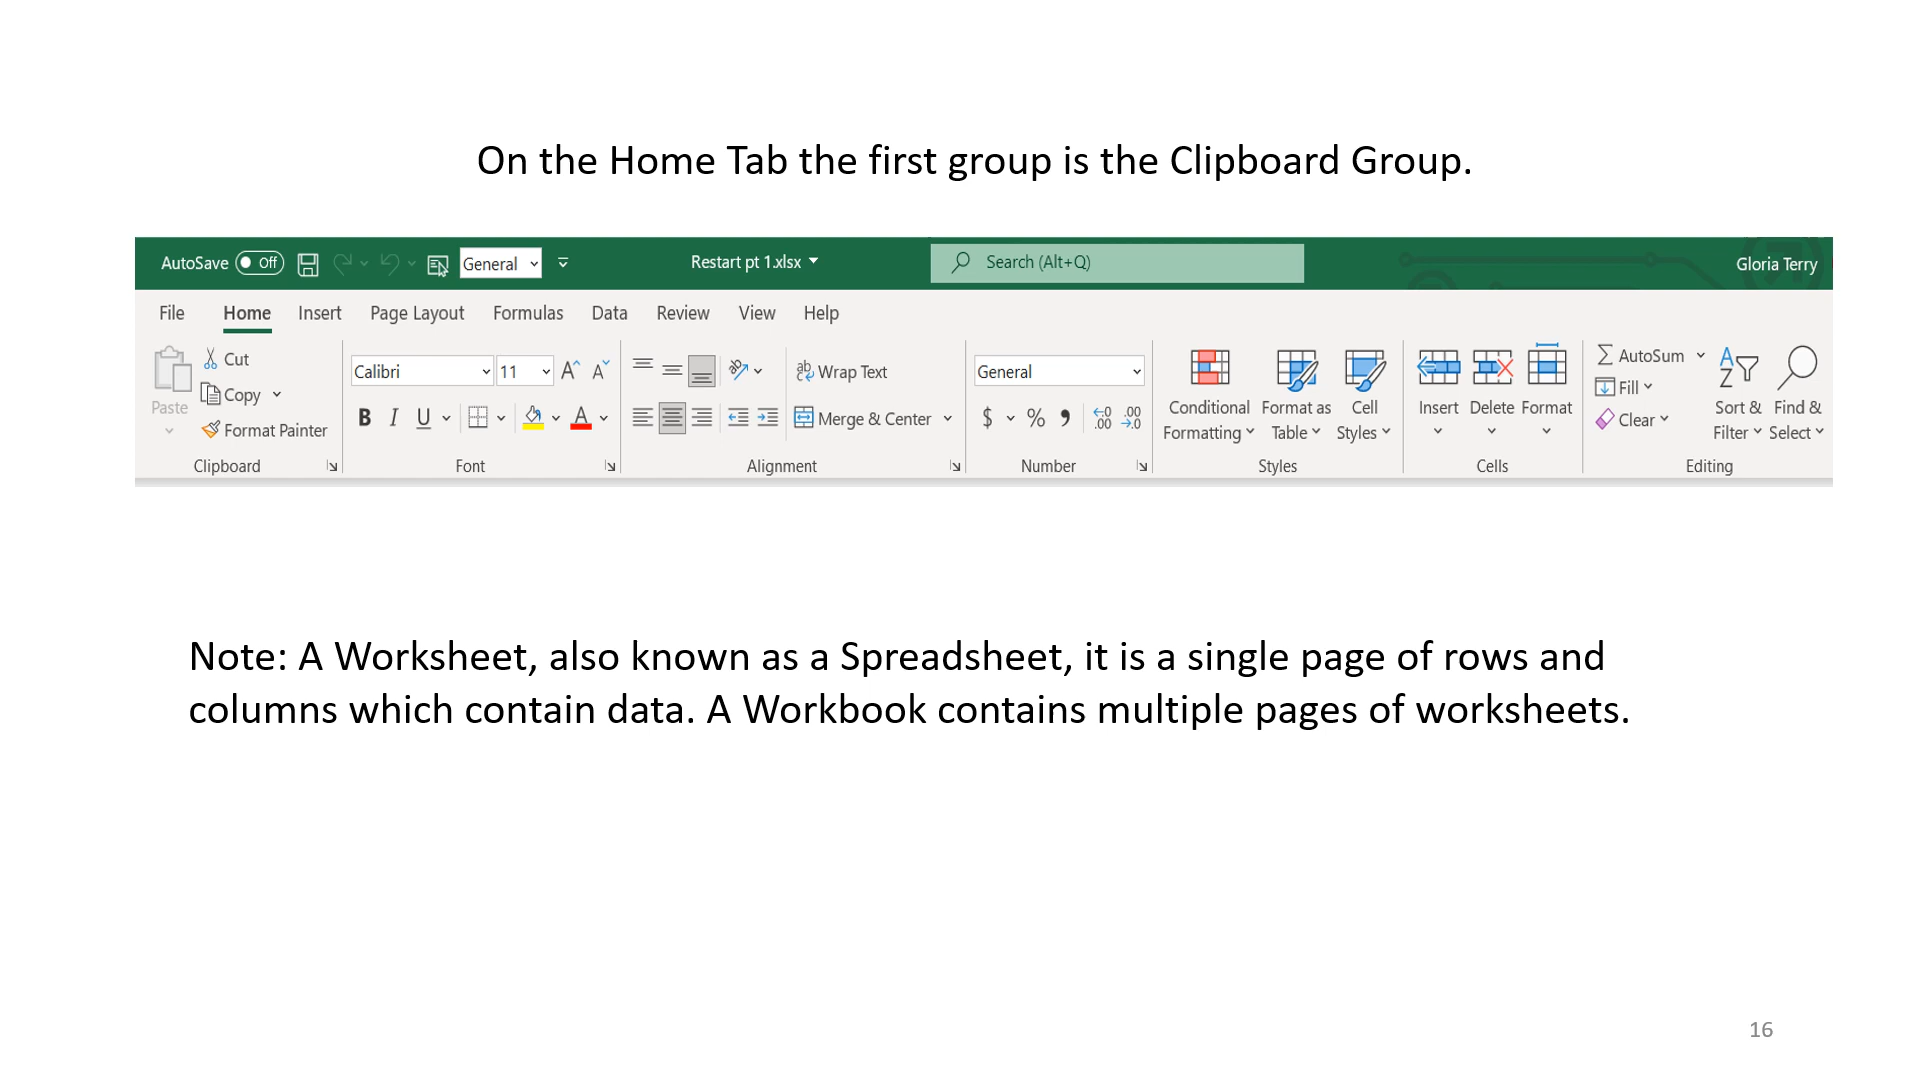 On the Home Tab the first group is the Clipboard Group.
AutoSave Off General Restart pt 1.xlsx Search (Alt+Q) Gloria Terry
File Home Insert Page Layout Formulas Data Review View Help
Paste
Cut
Copy
Format Painter
Clipboard
Calibri 11 A A
B I U A
Font
Wrap Text
Merge & Center
Alignment
General
$ % , .00 .00
Number
Conditional
Formatting
Format as
Table
Cell
Styles
Styles
Insert
Delete
Format
Cells
AutoSum
Fill
Clear
Sort &
Filter
Find &
Select
Editing
Note: A Worksheet, also known as a Spreadsheet, it is a single page of rows and
columns which contain data. A Workbook contains multiple pages of worksheets.
16